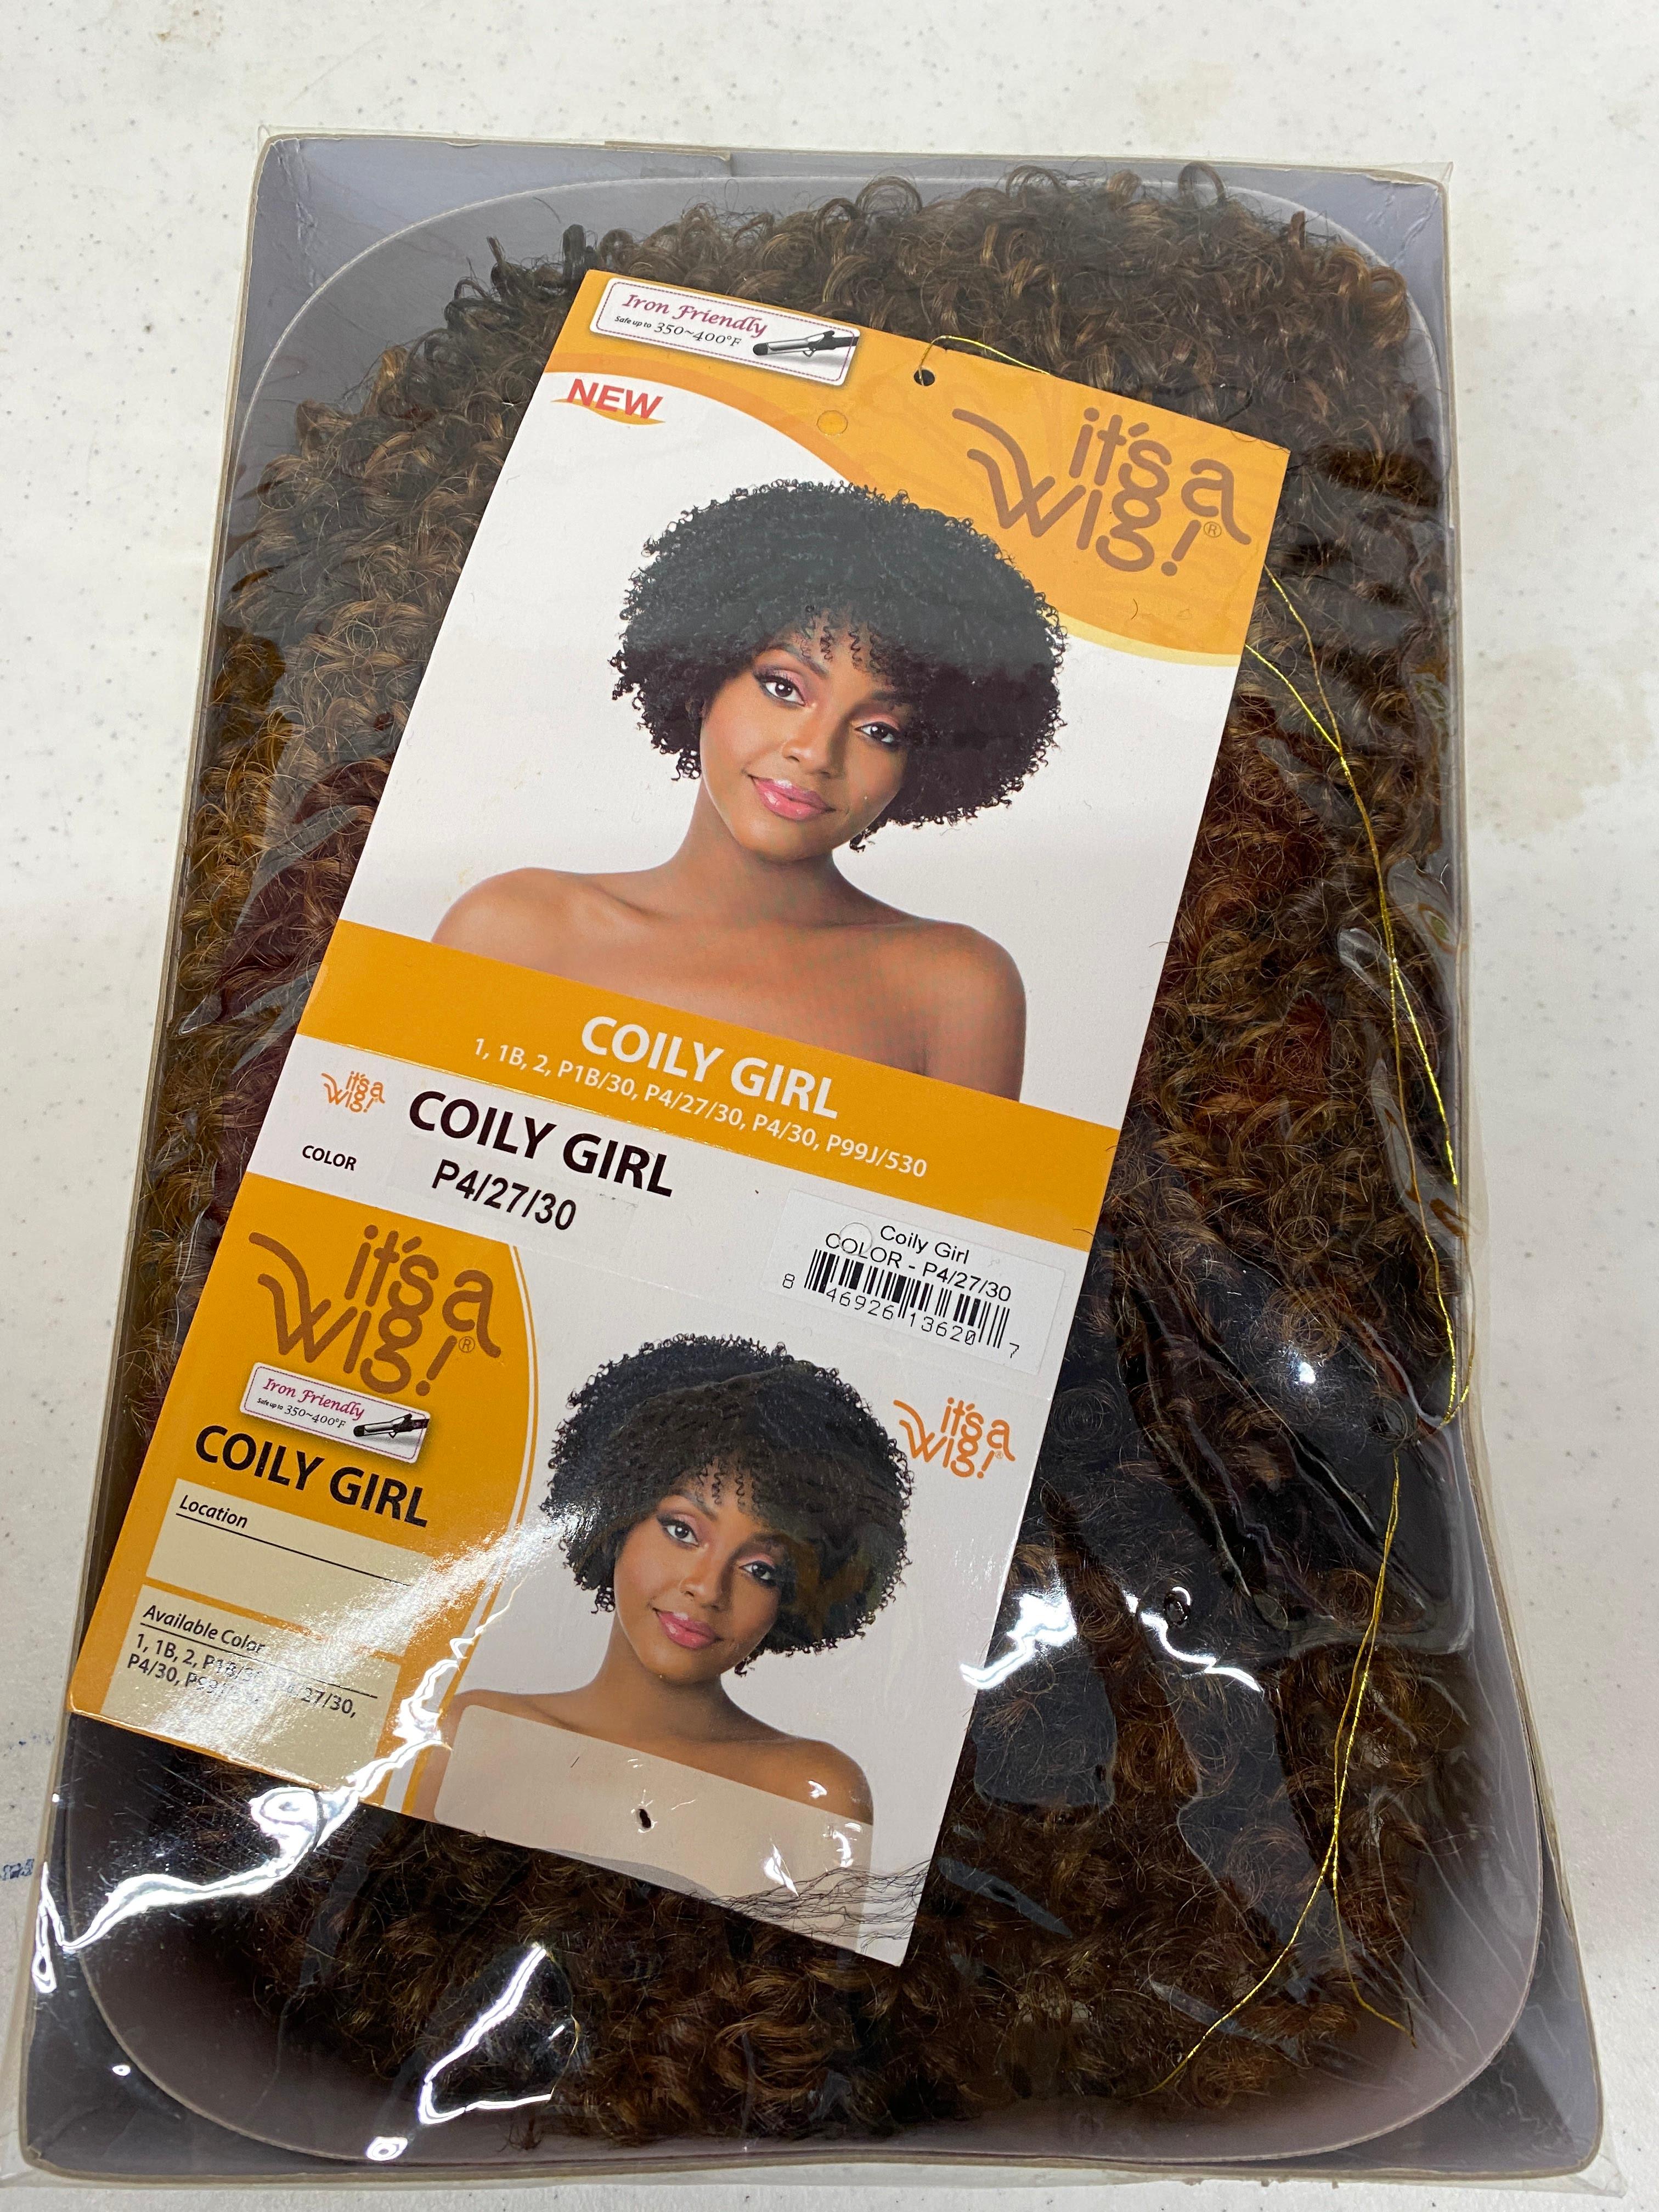 Iron Friendly
Safe up to 350~400°F
NEW
it's a
wig!®
COILY GIRL
1, 1B, 2, P1B/30, P4/27/30, P4/30, P99J/530
it's a
wig!
COILY GIRL
COLOR
P4/27/30
Coily Girl
COLOR - P4/27/30
8 46926 13620 7
it's a
wig!®
Iron Friendly
Safe up to 350~400°F
COILY GIRL
Location
Available Color
1, 1B, 2, P1B/30, P4/27/30,
P4/30,
it's a
wig!